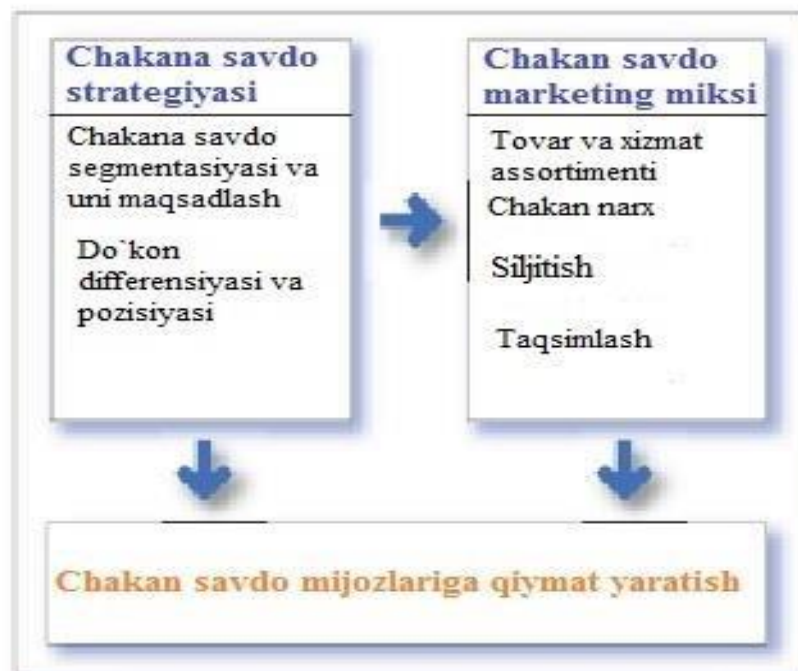 Chakana savdo
strategiyasi
Chakana savdo
segmentasiyasi va
uni maqsadlash
Do`kon
differensiyasi va
pozisiyasi
Chakan savdo
marketing miksi
Tovar va xizmat
assortimenti
Chakan narx
Siljitish
Taqsimlash
Chakan savdo mijozlariga qiymat yaratish